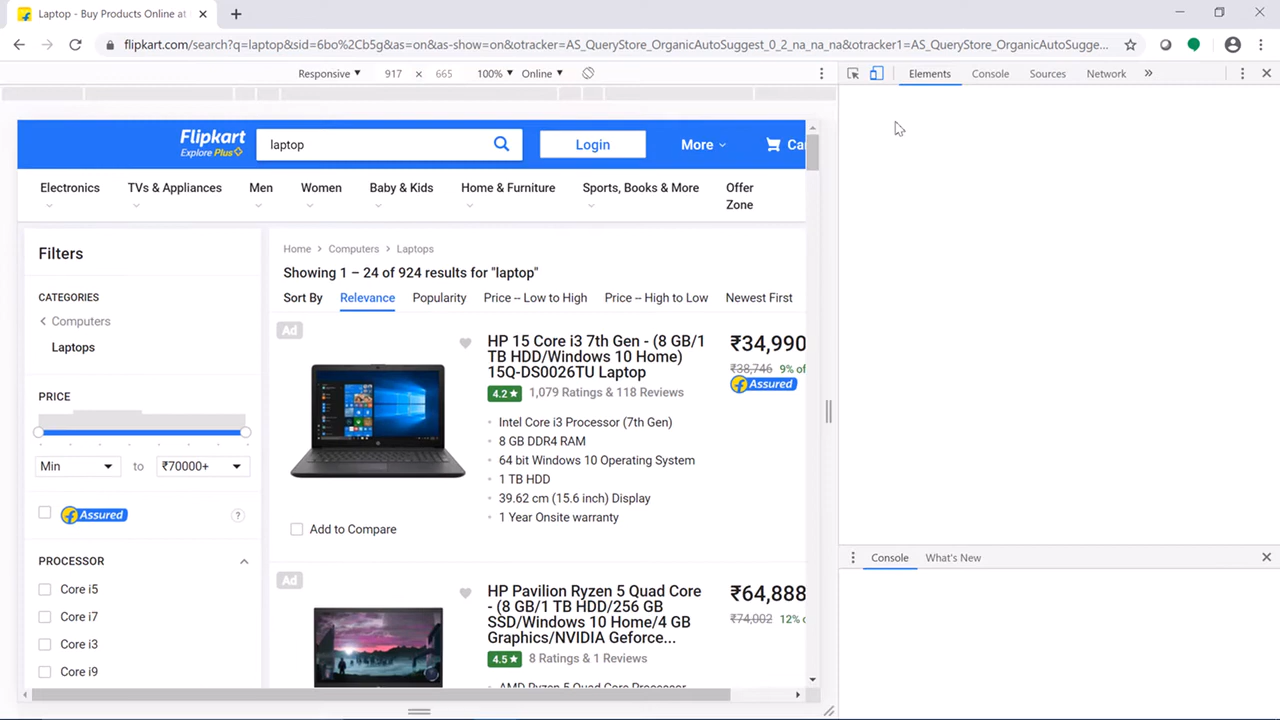 Laptop - Buy Products Online at
flipkart.com/search?q=laptop&sid=6bo%2Cb5g&as=on&as-show=on&otracker=AS_QueryStore_OrganicAutoSuggest_0_2_na_na_na&otracker1=AS_QueryStore_OrganicAutoSugge...
Responsive 917 × 665 100% Online
Elements Console Sources Network »
Flipkart
Explore Plus
laptop
Login
More
Car
Electronics TVs & Appliances Men Women Baby & Kids Home & Furniture Sports, Books & More Offer Zone
Filters
CATEGORIES
Computers
Laptops
PRICE
Min to ₹70000+
Assured ?
PROCESSOR
Core i5
Core i7
Core i3
Core i9
Home > Computers > Laptops
Showing 1 – 24 of 924 results for "laptop"
Sort By Relevance Popularity Price -- Low to High Price -- High to Low Newest First
Ad
HP 15 Core i3 7th Gen - (8 GB/1
TB HDD/Windows 10 Home)
15Q-DS0026TU Laptop
4.2★ 1,079 Ratings & 118 Reviews
Intel Core i3 Processor (7th Gen)
8 GB DDR4 RAM
64 bit Windows 10 Operating System
1 TB HDD
39.62 cm (15.6 inch) Display
1 Year Onsite warranty
₹34,990
₹38,746 9% of
Assured
Add to Compare
Ad
HP Pavilion Ryzen 5 Quad Core
- (8 GB/1 TB HDD/256 GB
SSD/Windows 10 Home/4 GB
Graphics/NVIDIA Geforce...
4.5★ 8 Ratings & 1 Reviews
AMD Ryzen 5 Quad Core Processor
₹64,888
₹74,002 12%
Console What's New